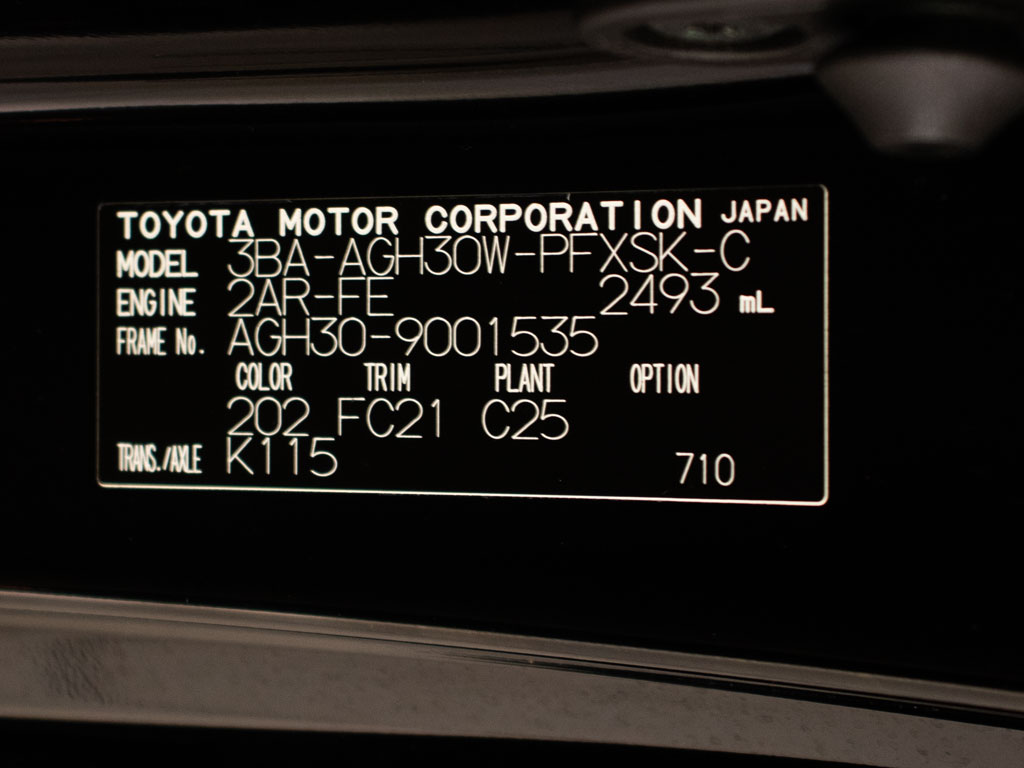 TOYOTA MOTOR CORPORATION JAPAN
MODEL 3BA-AGH30W-PFXSK-C
ENGINE 2AR-FE 2493 mL
FRAME No. AGH30-9001535
COLOR TRIM PLANT OPTION
202 FC21 C25
TRANS./AXLE K115 710